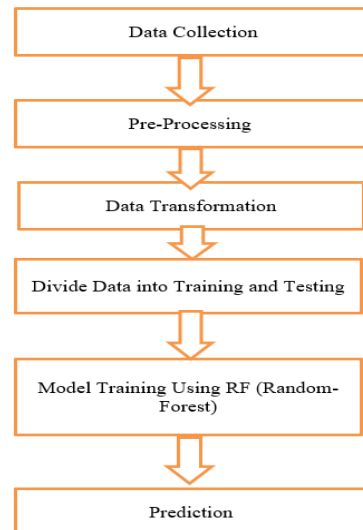 Data Collection
Pre-Processing
Data Transformation
Divide Data into Training and Testing
Model Training Using RF (Random-
Forest)
Prediction